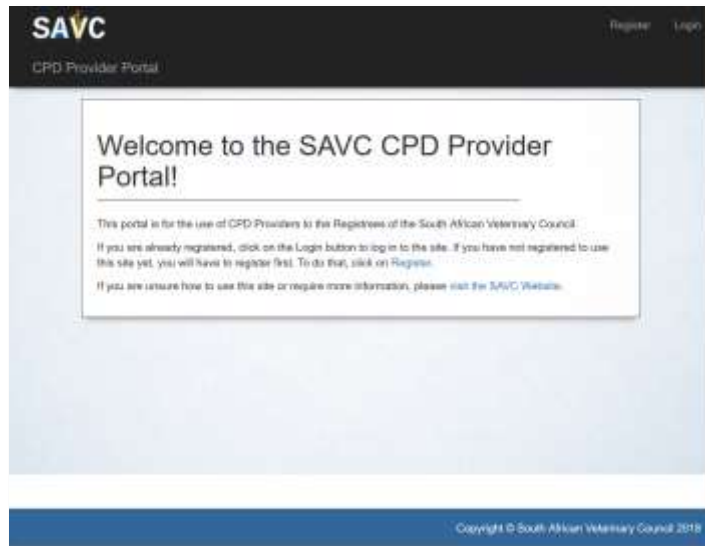 SAVC
Register Login
CPD Provider Portal
Welcome to the SAVC CPD Provider
Portal!
This portal is for the use of CPD Providers to the Registrees of the South African Veterinary Council.
If you are already registered, click on the Login button to log in to the site. If you have not registered to use
this site yet, you will have to register first. To do that, click on Register.
If you are unsure how to use this site or require more information, please visit the SAVC Website.
Copyright © South African Veterinary Council 2018